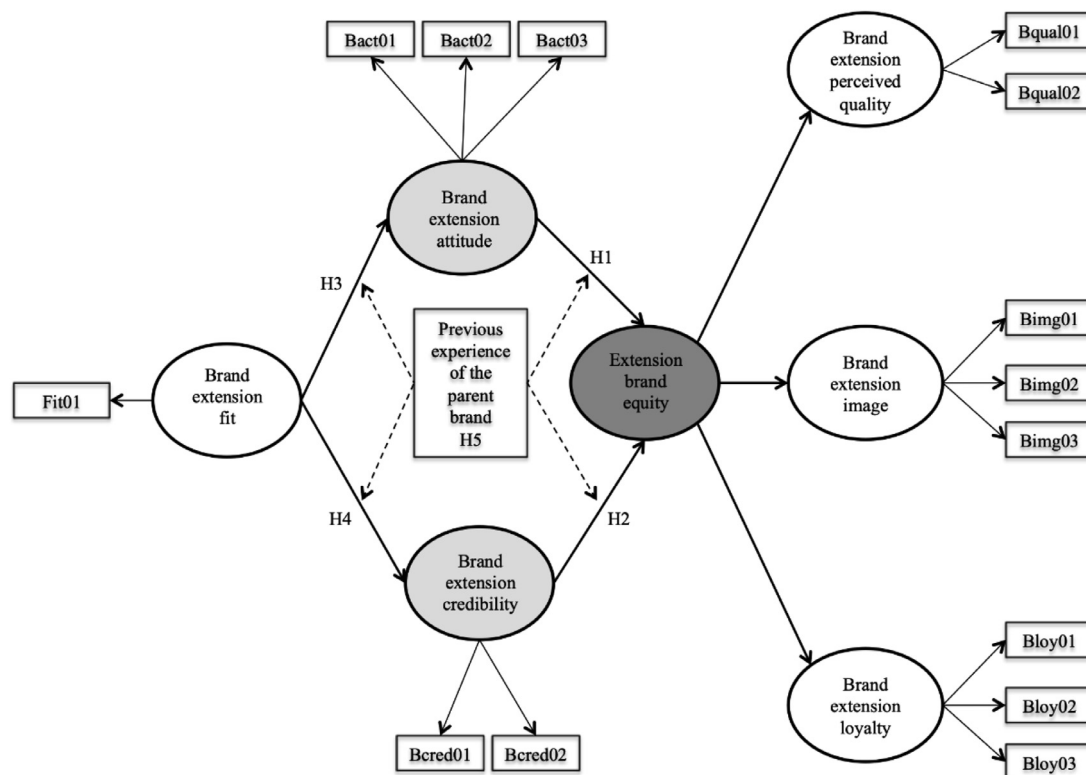 Bact01
Bact02
Bact03
Brand
extension
perceived
quality
Bqual01
Bqual02
Brand
extension
attitude
H3
H1
Previous
experience
of the
parent
brand
H5
Fit01
Brand
extension
fit
Extension
brand
equity
Brand
extension
image
Bimg01
Bimg02
Bimg03
H4
H2
Brand
extension
credibility
Bcred01
Bcred02
Brand
extension
loyalty
Bloy01
Bloy02
Bloy03